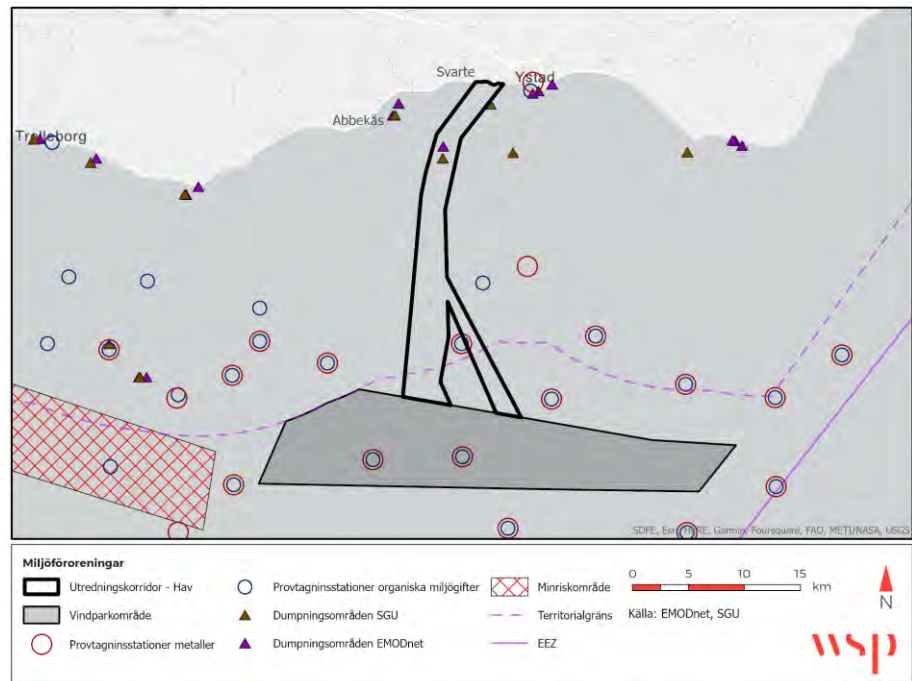 Svarte
Ystad
Abbekås
Trelleborg
SDFE, Esri, HERE, Garmin, Foursquare, FAO, METI/NASA, USGS
Miljöföroreningar
Utredningskorridor - Hav
Provtagninsstationer organiska miljögifter
Minriskområde
0 5 10 15
km
N
Vindparkområde
Dumpningsområden SGU
Territorialgräns
Källa: EMODnet, SGU
Provtagninsstationer metaller
Dumpningsområden EMODnet
EEZ
wsp